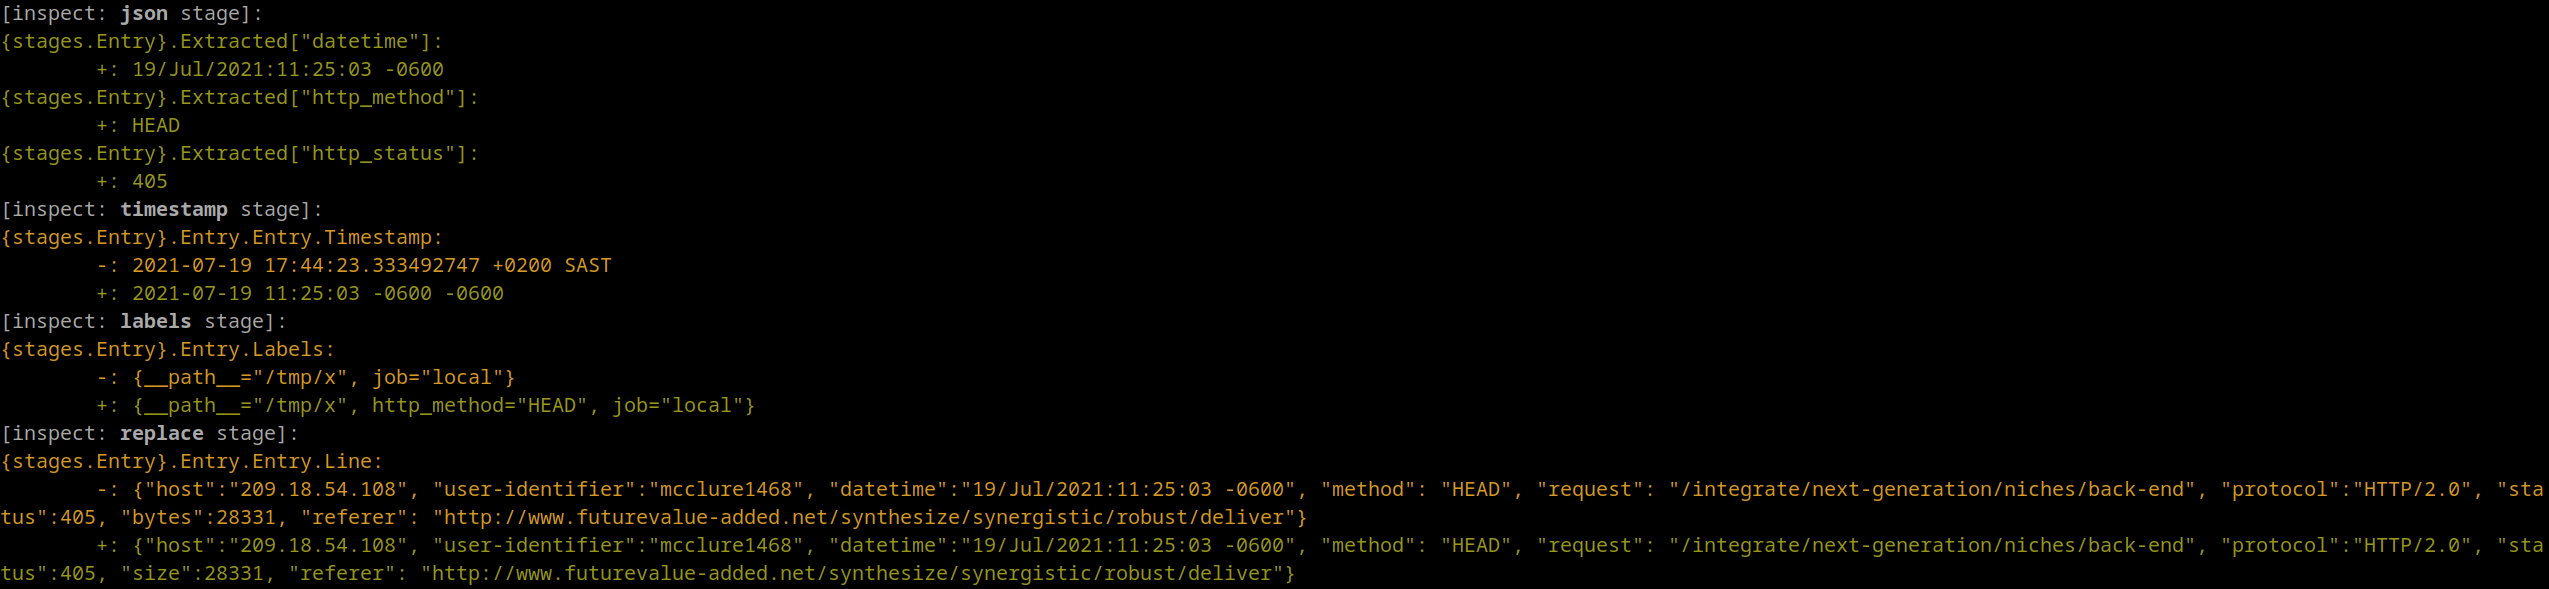 [inspect: json stage]:
{stages.Entry}.Extracted["datetime"]:
        +: 19/Jul/2021:11:25:03 -0600
{stages.Entry}.Extracted["http_method"]:
        +: HEAD
{stages.Entry}.Extracted["http_status"]:
        +: 405
[inspect: timestamp stage]:
{stages.Entry}.Entry.Entry.Timestamp:
        -: 2021-07-19 17:44:23.333492747 +0200 SAST
        +: 2021-07-19 11:25:03 -0600 -0600
[inspect: labels stage]:
{stages.Entry}.Entry.Labels:
        -: {__path__="/tmp/x", job="local"}
        +: {__path__="/tmp/x", http_method="HEAD", job="local"}
[inspect: replace stage]:
{stages.Entry}.Entry.Entry.Line:
        -: {"host":"209.18.54.108", "user-identifier":"mcclure1468", "datetime":"19/Jul/2021:11:25:03 -0600", "method": "HEAD", "request": "/integrate/next-generation/niches/back-end", "protocol":"HTTP/2.0", "sta
tus":405, "bytes":28331, "referer": "http://www.futurevalue-added.net/synthesize/synergistic/robust/deliver"}
        +: {"host":"209.18.54.108", "user-identifier":"mcclure1468", "datetime":"19/Jul/2021:11:25:03 -0600", "method": "HEAD", "request": "/integrate/next-generation/niches/back-end", "protocol":"HTTP/2.0", "sta
tus":405, "size":28331, "referer": "http://www.futurevalue-added.net/synthesize/synergistic/robust/deliver"}